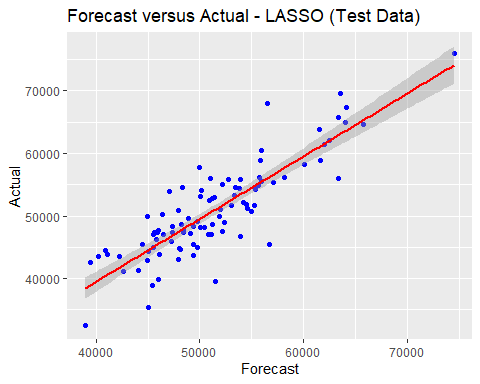 Forecast versus Actual - LASSO (Test Data)
70000
60000
50000
40000
Actual
40000 50000 60000 70000
Forecast